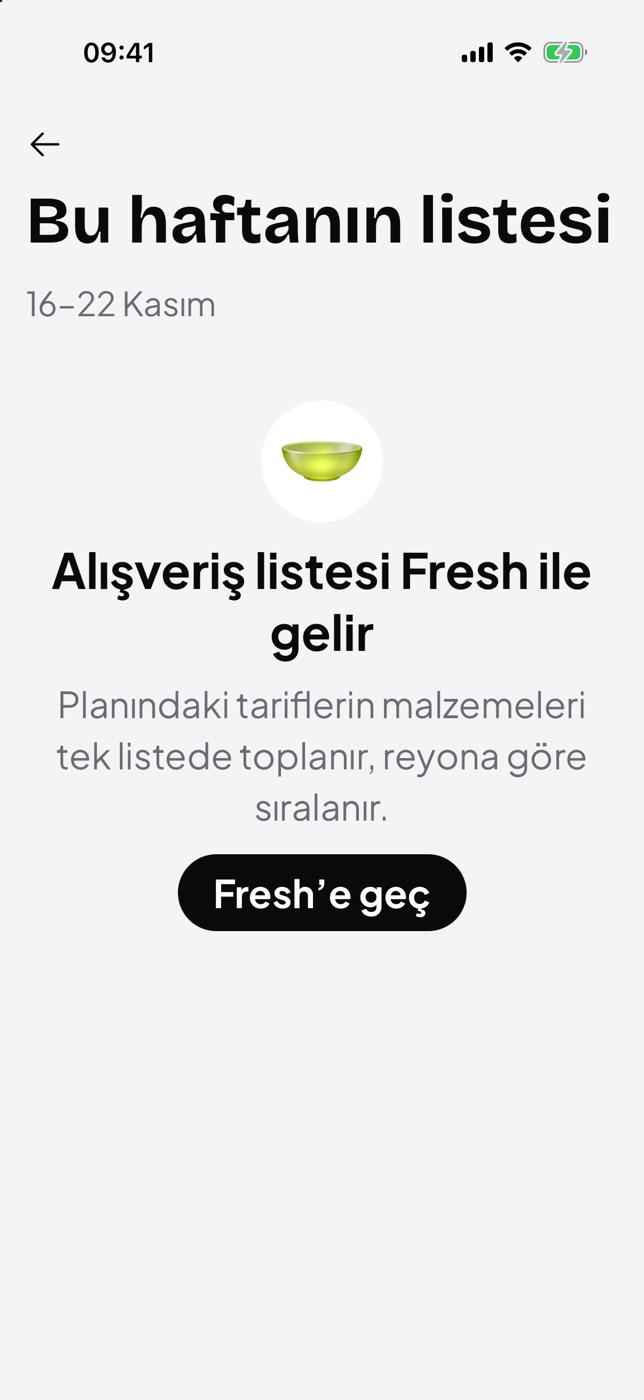 09:41
Bu haftanın listesi
16–22 Kasım
Alışveriş listesi Fresh ile
gelir
Planındaki tariflerin malzemeleri
tek listede toplanır, reyona göre
sıralanır.
Fresh’e geç